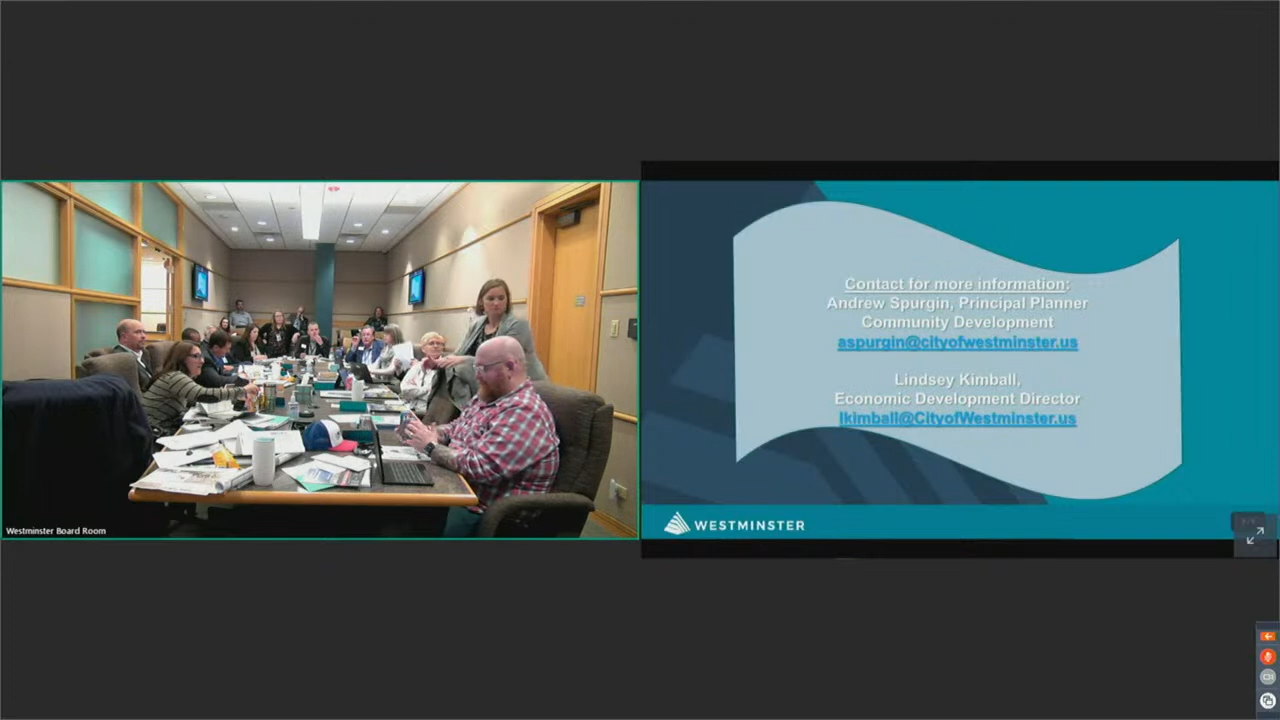 Westminster Board Room
Contact for more information:
Andrew Spurgin, Principal Planner
Community Development
aspurgin@cityofwestminster.us
Lindsey Kimball,
Economic Development Director
lkimball@CityofWestminster.us
WESTMINSTER